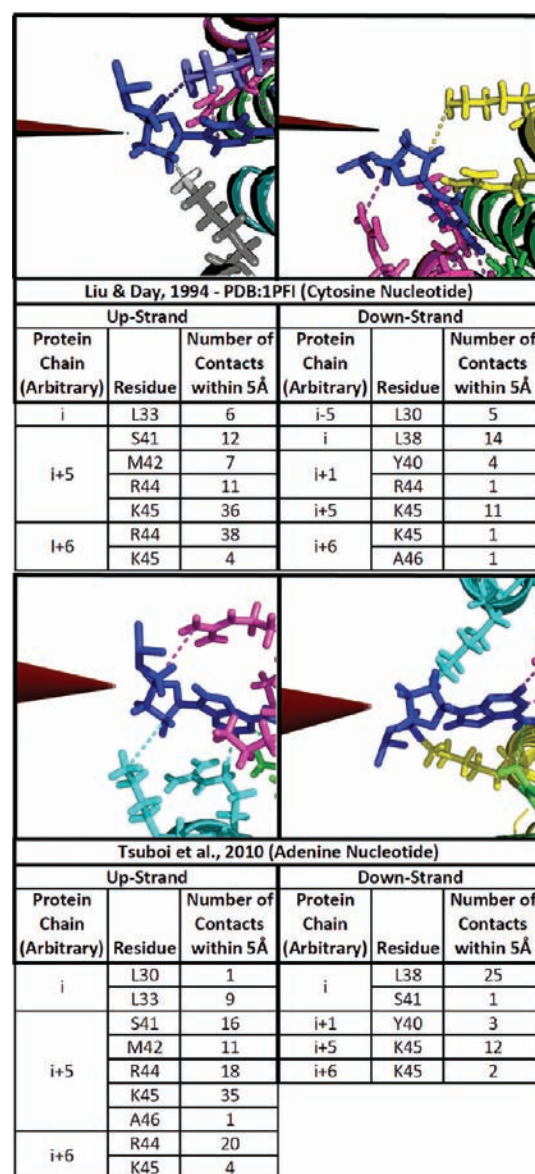 Liu & Day, 1994 - PDB:1PFI (Cytosine Nucleotide)
Up-Strand Down-Strand
Protein Chain (Arbitrary) Residue Number of Contacts within 5Å Protein Chain (Arbitrary) Residue Number of Contacts within 5Å
i L33 6 i-5 L30 5
i+5 S41 12 i L38 14
M42 7 i+1 Y40 4
R44 11 R44 1
K45 36 i+5 K45 11
I+6 R44 38 i+6 K45 1
K45 4 A46 1
Tsuboi et al., 2010 (Adenine Nucleotide)
Up-Strand Down-Strand
Protein Chain (Arbitrary) Residue Number of Contacts within 5Å Protein Chain (Arbitrary) Residue Number of Contacts within 5Å
i L30 1 i L38 25
L33 9 S41 1
i+5 S41 16 i+1 Y40 3
M42 11 i+5 K45 12
R44 18 i+6 K45 2
K45 35
A46 1
i+6 R44 20
K45 4